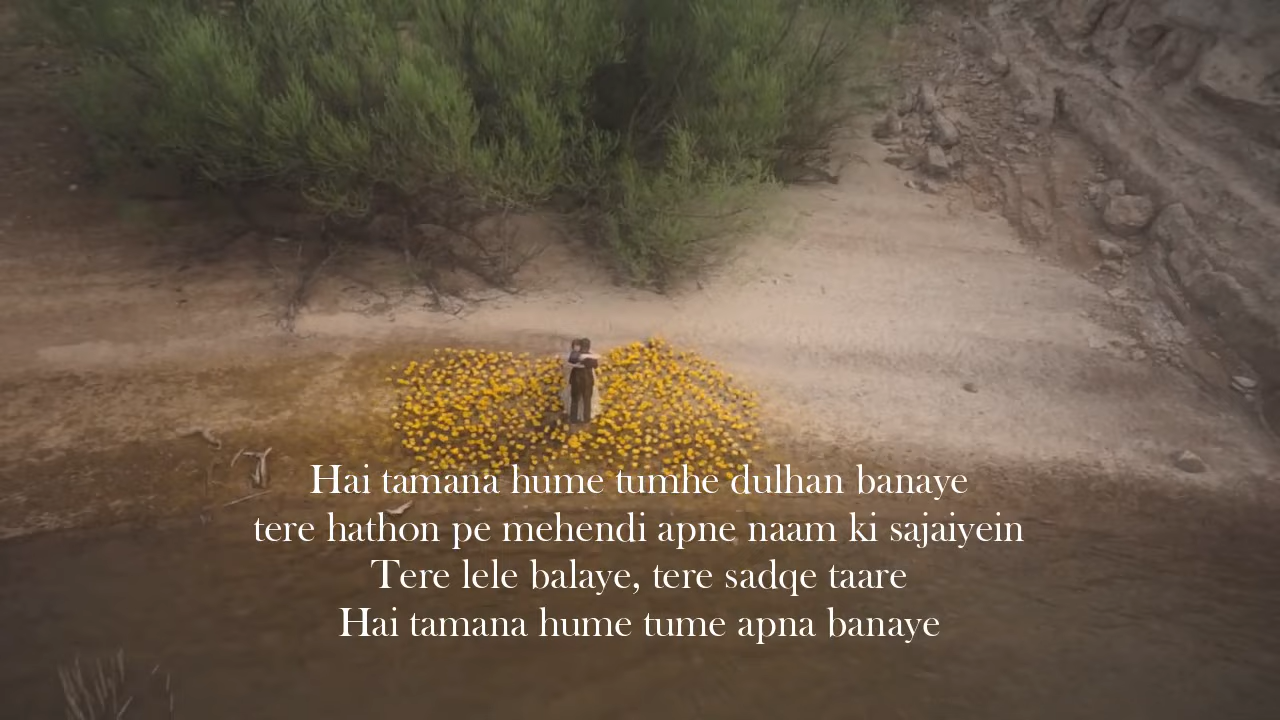 Hai tamana hume tumhe dulhan banaye
tere hathon pe mehendi apne naam ki sajaiyein
Tere lele balaye, tere sadqe taare
Hai tamana hume tume apna banaye